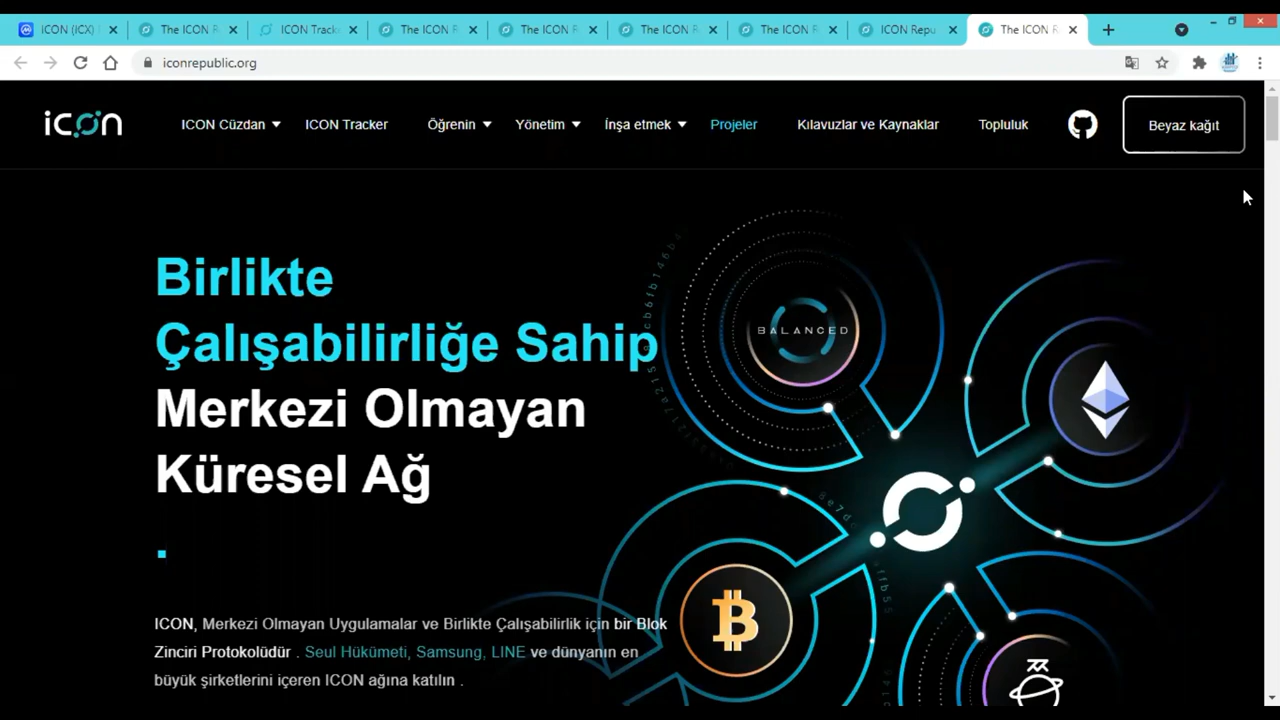 ICON (ICX)
The ICON R
ICON Track
The ICON R
The ICON R
The ICON R
The ICON R
ICON Repu
The ICON R
iconrepublic.org
icon
ICON Cüzdan
ICON Tracker
Öğrenin
Yönetim
İnşa etmek
Projeler
Kılavuzlar ve Kaynaklar
Topluluk
Beyaz kağıt
Birlikte
Çalışabilirliğe Sahip
Merkezi Olmayan
Küresel Ağ
.
BALANCED
ICON, Merkezi Olmayan Uygulamalar ve Birlikte Çalışabilirlik için bir Blok
Zinciri Protokolüdür . Seul Hükümeti, Samsung, LINE ve dünyanın en
büyük şirketlerini içeren ICON ağına katılın .